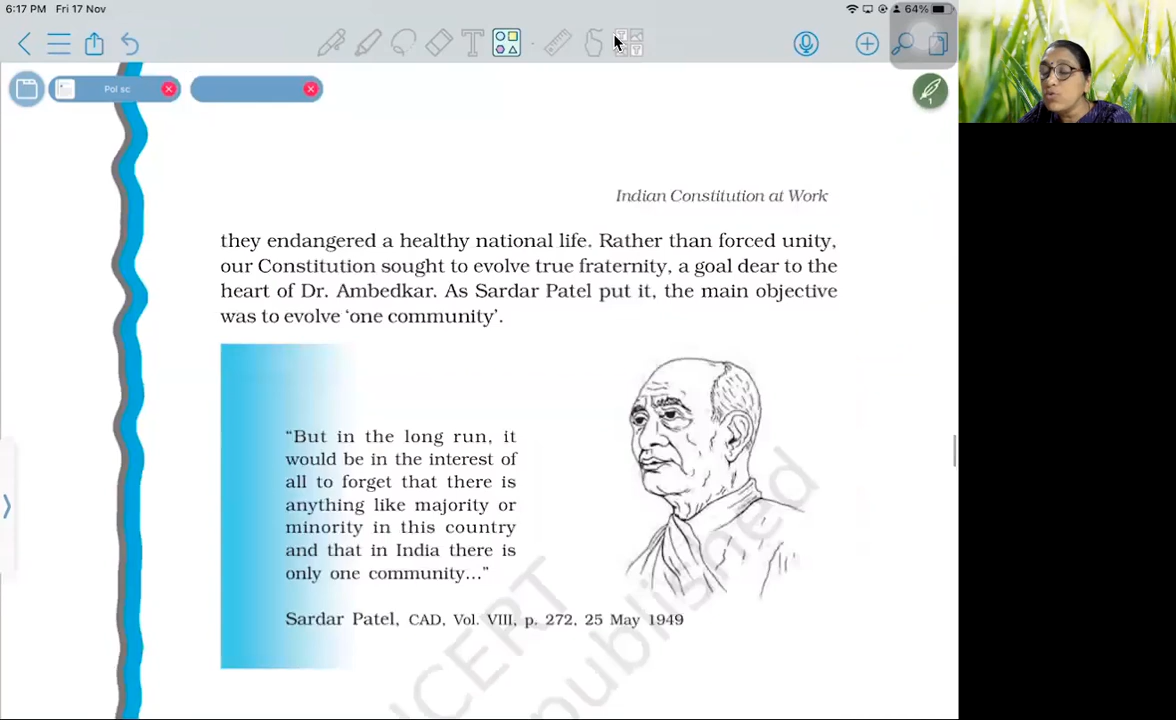 6:17 PM Fri 17 Nov
64%
Pol sc
1
Indian Constitution at Work
they endangered a healthy national life. Rather than forced unity,
our Constitution sought to evolve true fraternity, a goal dear to the
heart of Dr. Ambedkar. As Sardar Patel put it, the main objective
was to evolve ‘one community’.
“But in the long run, it
would be in the interest of
all to forget that there is
anything like majority or
minority in this country
and that in India there is
only one community...”
Sardar Patel, CAD, Vol. VIII, p. 272, 25 May 1949
NCERT
published